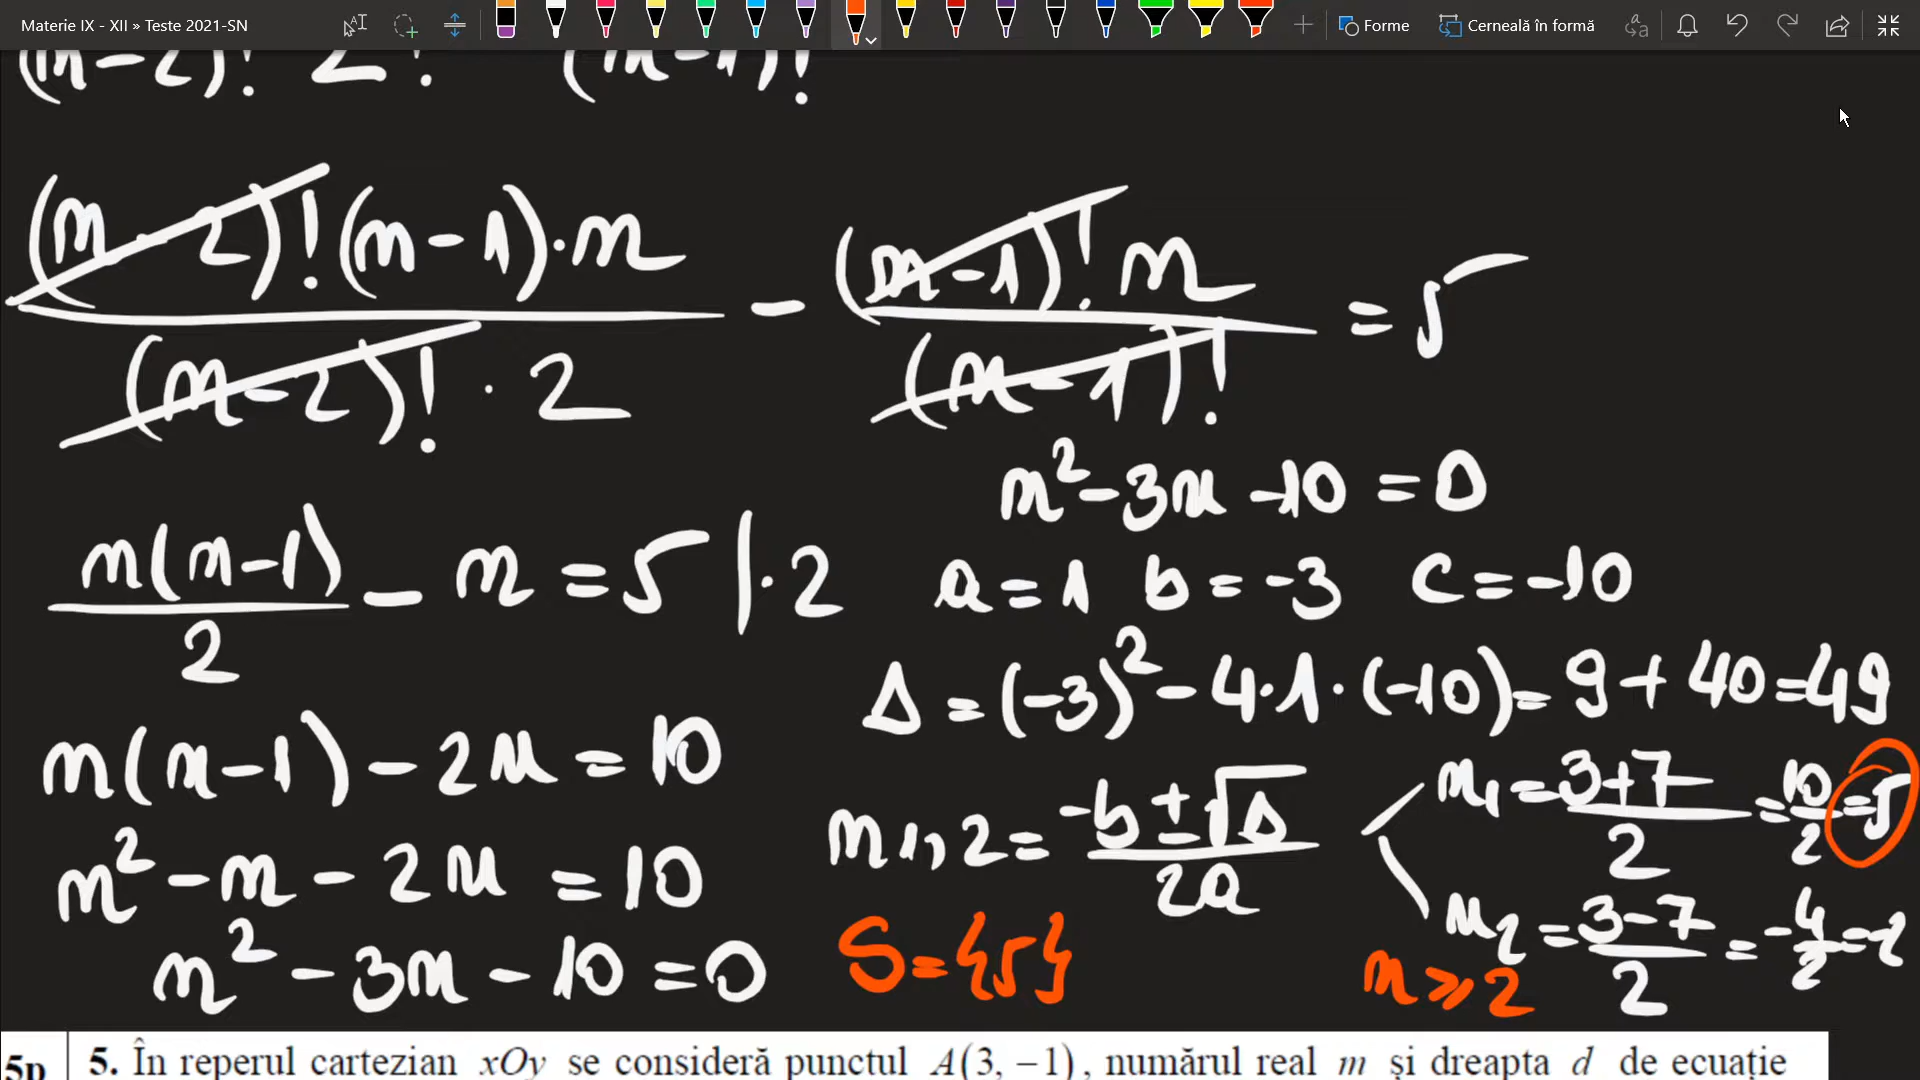 Materie IX - XII » Teste 2021-SN
Forme
Cerneală în formă
(n-2)! 2! (n-1)!
(n-2)!(n-1)·n / (n-2)!·2 - (n-1)! n / (n-1)! = 5
n(n-1) / 2 - n = 5 |·2
n(n-1) - 2n = 10
n² - n - 2n = 10
n² - 3n - 10 = 0
n² - 3n - 10 = 0
a = 1 b = -3 c = -10
Δ = (-3)² - 4·1·(-10) = 9 + 40 = 49
n1,2 = -b ± √Δ / 2a
n1 = 3+7 / 2 = 10 / 2 = 5
n2 = 3-7 / 2 = -4 / 2 = -2
n ⩾ 2
S = {5}
5p 5. În reperul cartezian xOy se consideră punctul A(3, −1), numărul real m și dreapta d de ecuație